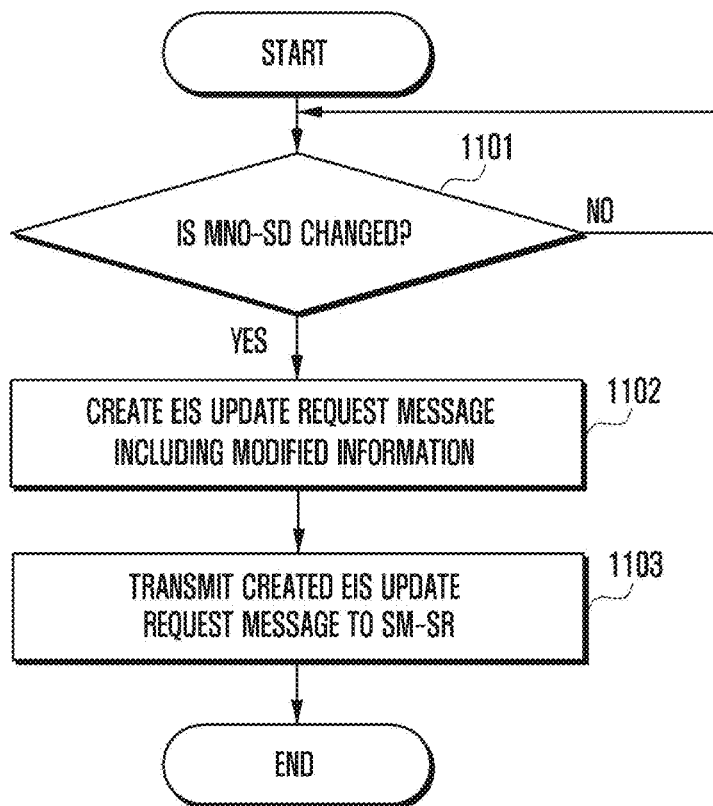 START
1101
IS MNO-SD CHANGED?
NO
YES
CREATE EIS UPDATE REQUEST MESSAGE
INCLUDING MODIFIED INFORMATION
1102
TRANSMIT CREATED EIS UPDATE
REQUEST MESSAGE TO SM-SR
1103
END